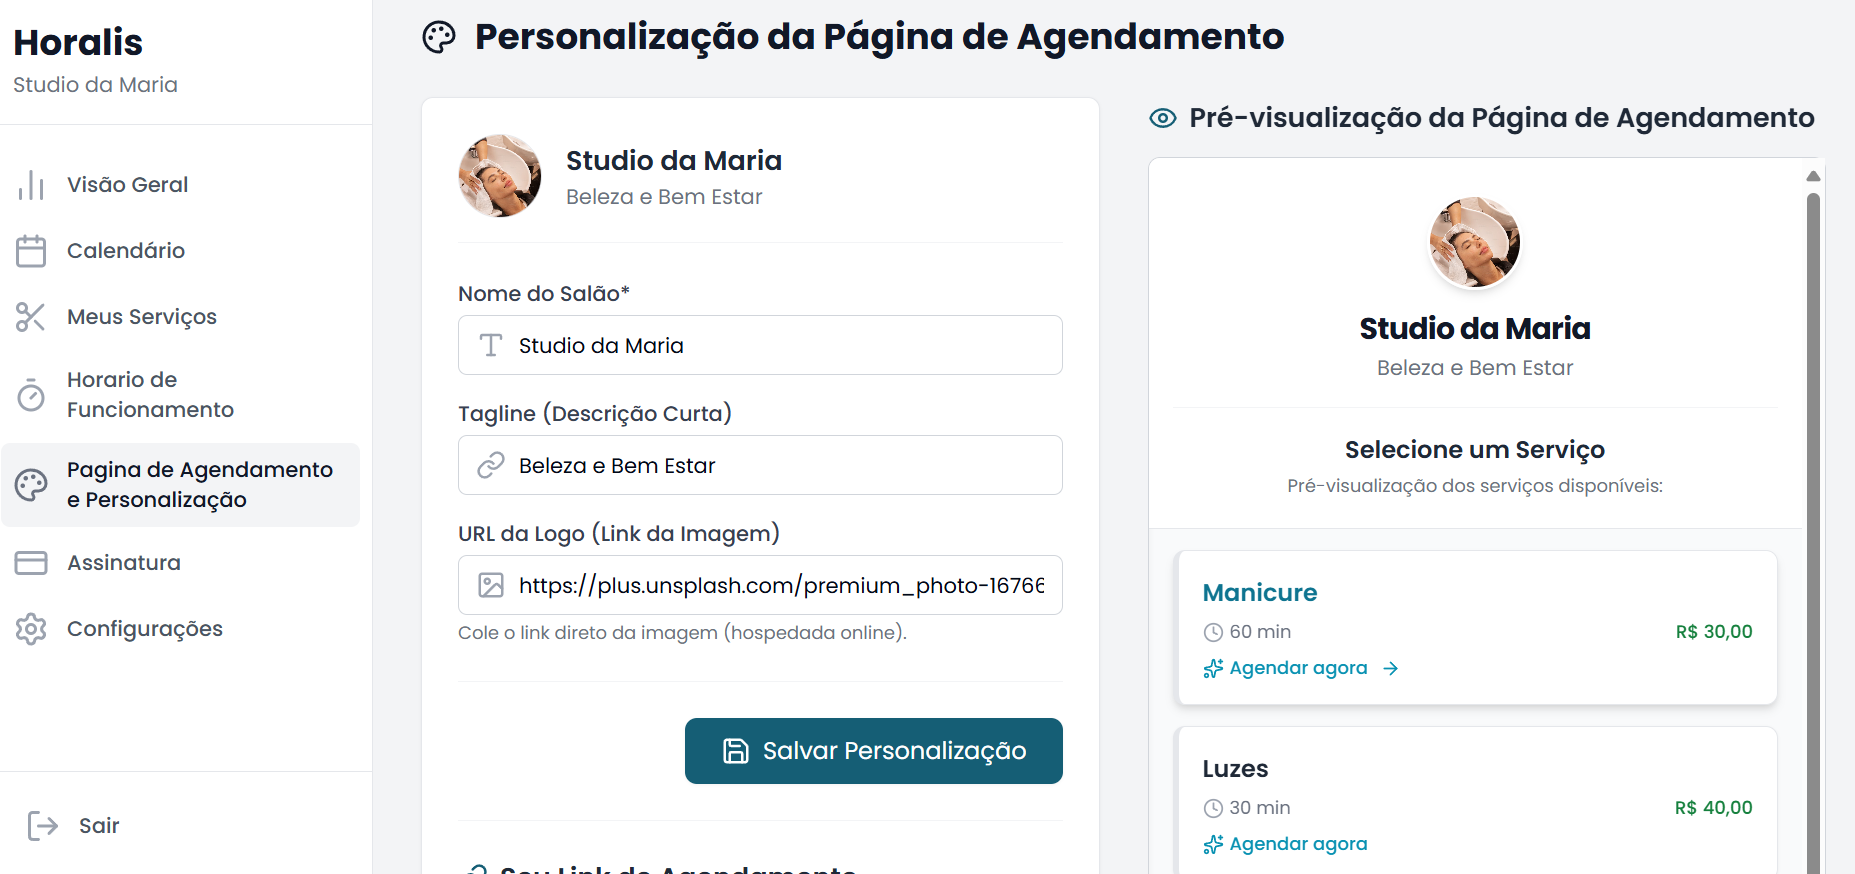 Horalis
Studio da Maria
Visão Geral
Calendário
Meus Serviços
Horario de
Funcionamento
Pagina de Agendamento
e Personalização
Assinatura
Configurações
Sair
Personalização da Página de Agendamento
Studio da Maria
Beleza e Bem Estar
Nome do Salão*
Studio da Maria
Tagline (Descrição Curta)
Beleza e Bem Estar
URL da Logo (Link da Imagem)
https://plus.unsplash.com/premium_photo-16766
Cole o link direto da imagem (hospedada online).
Salvar Personalização
Seu Link de Agendamento
Pré-visualização da Página de Agendamento
Studio da Maria
Beleza e Bem Estar
Selecione um Serviço
Pré-visualização dos serviços disponíveis:
Manicure
60 min
R$ 30,00
Agendar agora
Luzes
30 min
R$ 40,00
Agendar agora